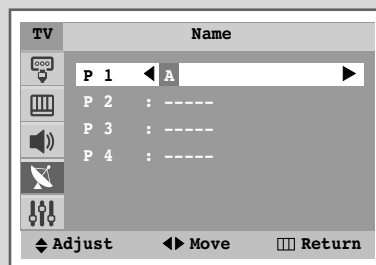 TV Name
P 1 ◀ A ▶
P 2 : -----
P 3 : -----
P 4 : -----
Adjust Move Return